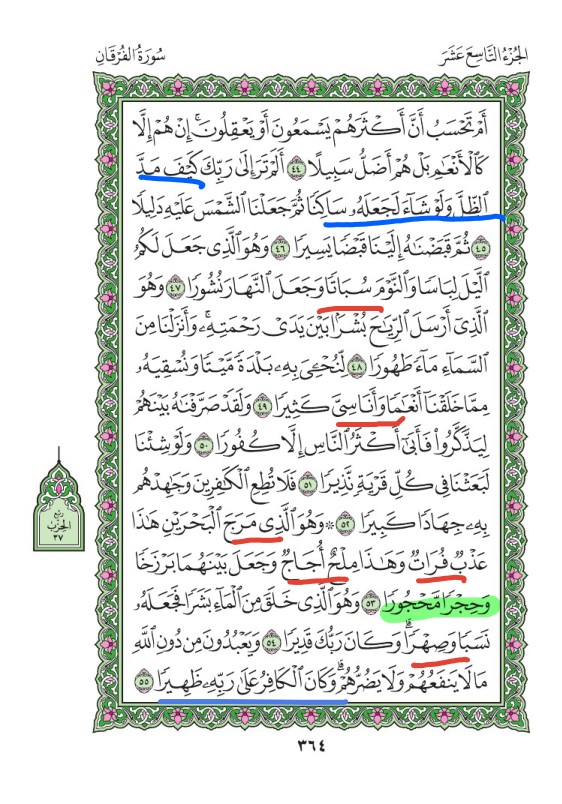 الجُزْءُ التَّاسِعَ عَشَرَ
سُورَةُ الفُرْقَانِ
أَمْ تَحْسَبُ أَنَّ أَكْثَرَهُمْ يَسْمَعُونَ أَوْ يَعْقِلُونَۚ إِنْ هُمْ إِلَّا
كَٱلْأَنْعَٰمِ بَلْ هُمْ أَضَلُّ سَبِيلًا ٤٤ أَلَمْ تَرَ إِلَىٰ رَبِّكَ كَيْفَ مَدَّ
ٱلظِّلَّ وَلَوْ شَآءَ لَجَعَلَهُۥ سَاكِنًا ثُمَّ جَعَلْنَا ٱلشَّمْسَ عَلَيْهِ دَلِيلًا
٤٥ ثُمَّ قَبَضْنَٰهُ إِلَيْنَا قَبْضًا يَسِيرًا ٤٦ وَهُوَ ٱلَّذِى جَعَلَ لَكُمُ
ٱلَّيْلَ لِبَاسًا وَٱلنَّوْمَ سُبَاتًا وَجَعَلَ ٱلنَّهَارَ نُشُورًا ٤٧ وَهُوَ
ٱلَّذِىٓ أَرْسَلَ ٱلرِّيَٰحَ بُشْرًۢا بَيْنَ يَدَىْ رَحْمَتِهِۦۚ وَأَنزَلْنَا مِنَ
ٱلسَّمَآءِ مَآءً طَهُورًا ٤٨ لِّنُحْـِۧىَ بِهِۦ بَلْدَةً مَّيْتًا وَنُسْقِيَهُۥ
مِمَّا خَلَقْنَآ أَنْعَٰمًا وَأَنَاسِىَّ كَثِيرًا ٤٩ وَلَقَدْ صَرَّفْنَٰهُ بَيْنَهُمْ
لِيَذَّكَّرُوا۟ فَأَبَىٰٓ أَكْثَرُ ٱلنَّاسِ إِلَّا كُفُورًا ٥٠ وَلَوْ شِئْنَا
لَبَعَثْنَا فِى كُلِّ قَرْيَةٍ نَّذِيرًا ٥١ فَلَا تُطِعِ ٱلْكَٰفِرِينَ وَجَٰهِدْهُم
بِهِۦ جِهَادًا كَبِيرًا ٥٢ ۞ وَهُوَ ٱلَّذِى مَرَجَ ٱلْبَحْرَيْنِ هَٰذَا
عَذْبٌ فُرَاتٌ وَهَٰذَا مِلْحٌ أُجَاجٌ وَجَعَلَ بَيْنَهُمَا بَرْزَخًا
وَحِجْرًا مَّحْجُورًا ٥٣ وَهُوَ ٱلَّذِى خَلَقَ مِنَ ٱلْمَآءِ بَشَرًا فَجَعَلَهُۥ
نَسَبًا وَصِهْرًاۗ وَكَانَ رَبُّكَ قَدِيرًا ٥٤ وَيَعْبُدُونَ مِن دُونِ ٱللَّهِ
مَا لَا يَنفَعُهُمْ وَلَا يَضُرُّهُمْۗ وَكَانَ ٱلْكَافِرُ عَلَىٰ رَبِّهِۦ ظَهِيرًا ٥٥
ربع
الحزب
٣٧
٣٦٤